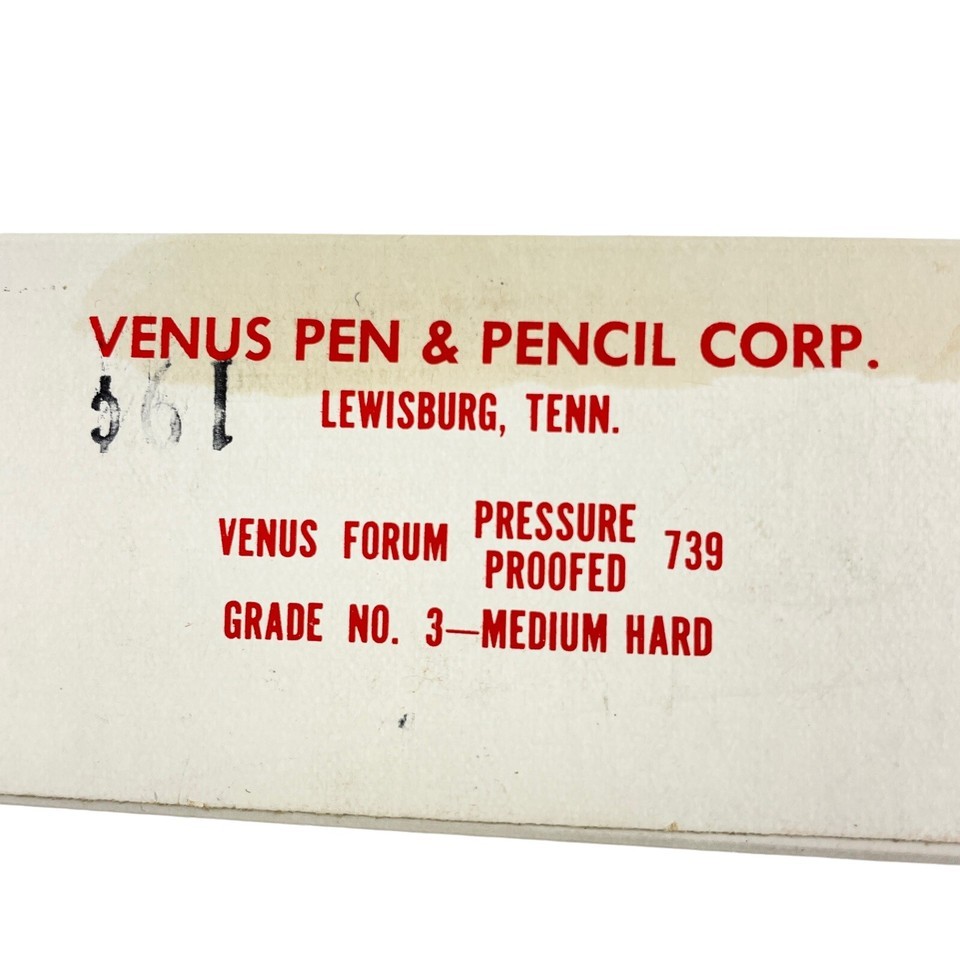 VENUS PEN & PENCIL CORP.
LEWISBURG, TENN.
VENUS FORUM PRESSURE PROOFED 739
GRADE NO. 3—MEDIUM HARD